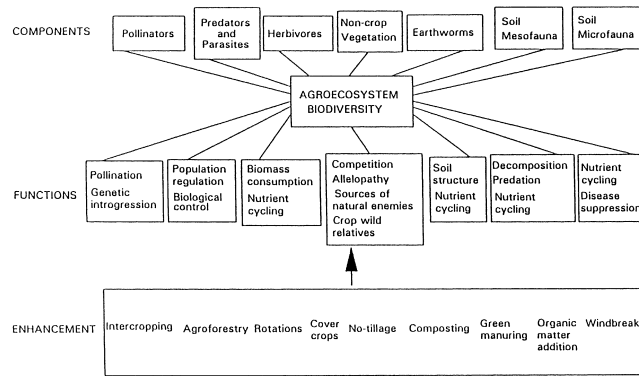 COMPONENTS
Pollinators
Predators
and
Parasites
Herbivores
Non-crop
Vegetation
Earthworms
Soil
Mesofauna
Soil
Microfauna
AGROECOSYSTEM
BIODIVERSITY
FUNCTIONS
Pollination
Genetic
introgression
Population
regulation
Biological
control
Biomass
consumption
Nutrient
cycling
Competition
Allelopathy
Sources of
natural enemies
Crop wild
relatives
Soil
structure
Nutrient
cycling
Decomposition
Predation
Nutrient
cycling
Nutrient
cycling
Disease
suppression
ENHANCEMENT
Intercropping
Agroforestry
Rotations
Cover
crops
No-tillage
Composting
Green
manuring
Organic
matter
addition
Windbreak